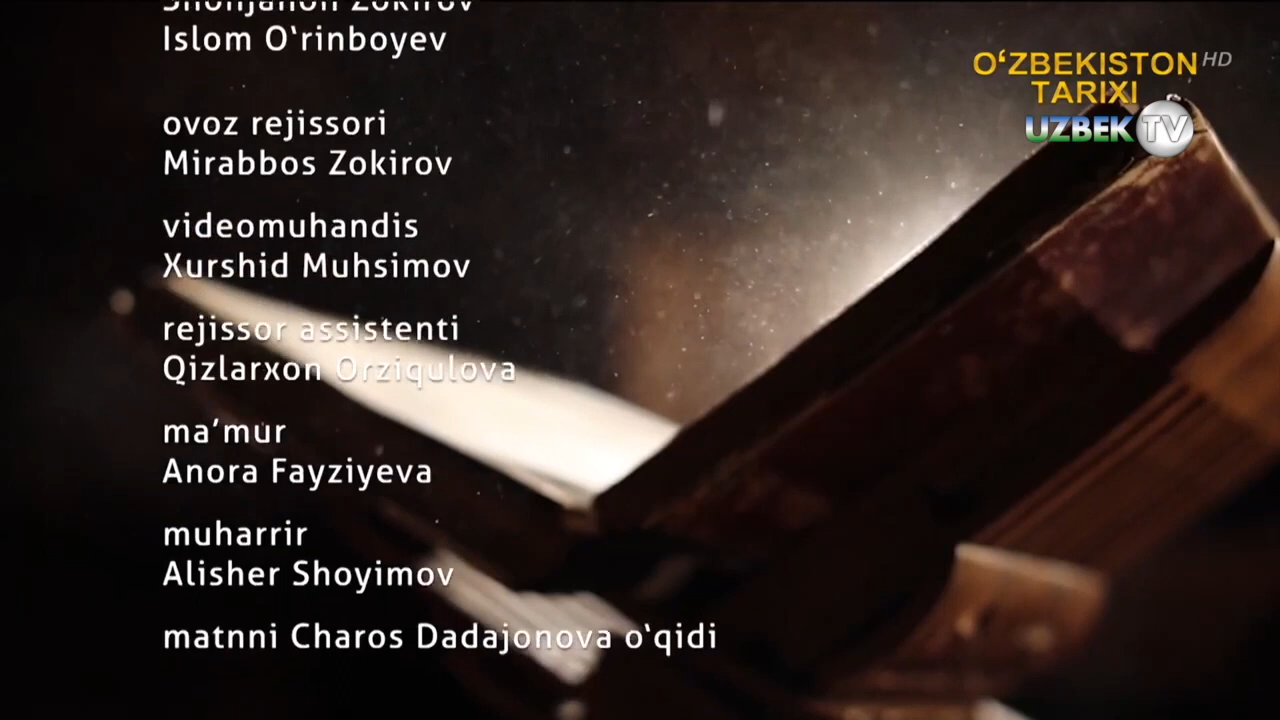 Zokirov
Islom O‘rinboyev
ovoz rejissori
Mirabbos Zokirov
videomuhandis
Xurshid Muhsimov
rejissor assistenti
Qizlarxon Orziqulova
ma’mur
Anora Fayziyeva
muharrir
Alisher Shoyimov
matnni Charos Dadajonova o‘qidi
O‘ZBEKISTON HD
TARIXI
UZBEK TV